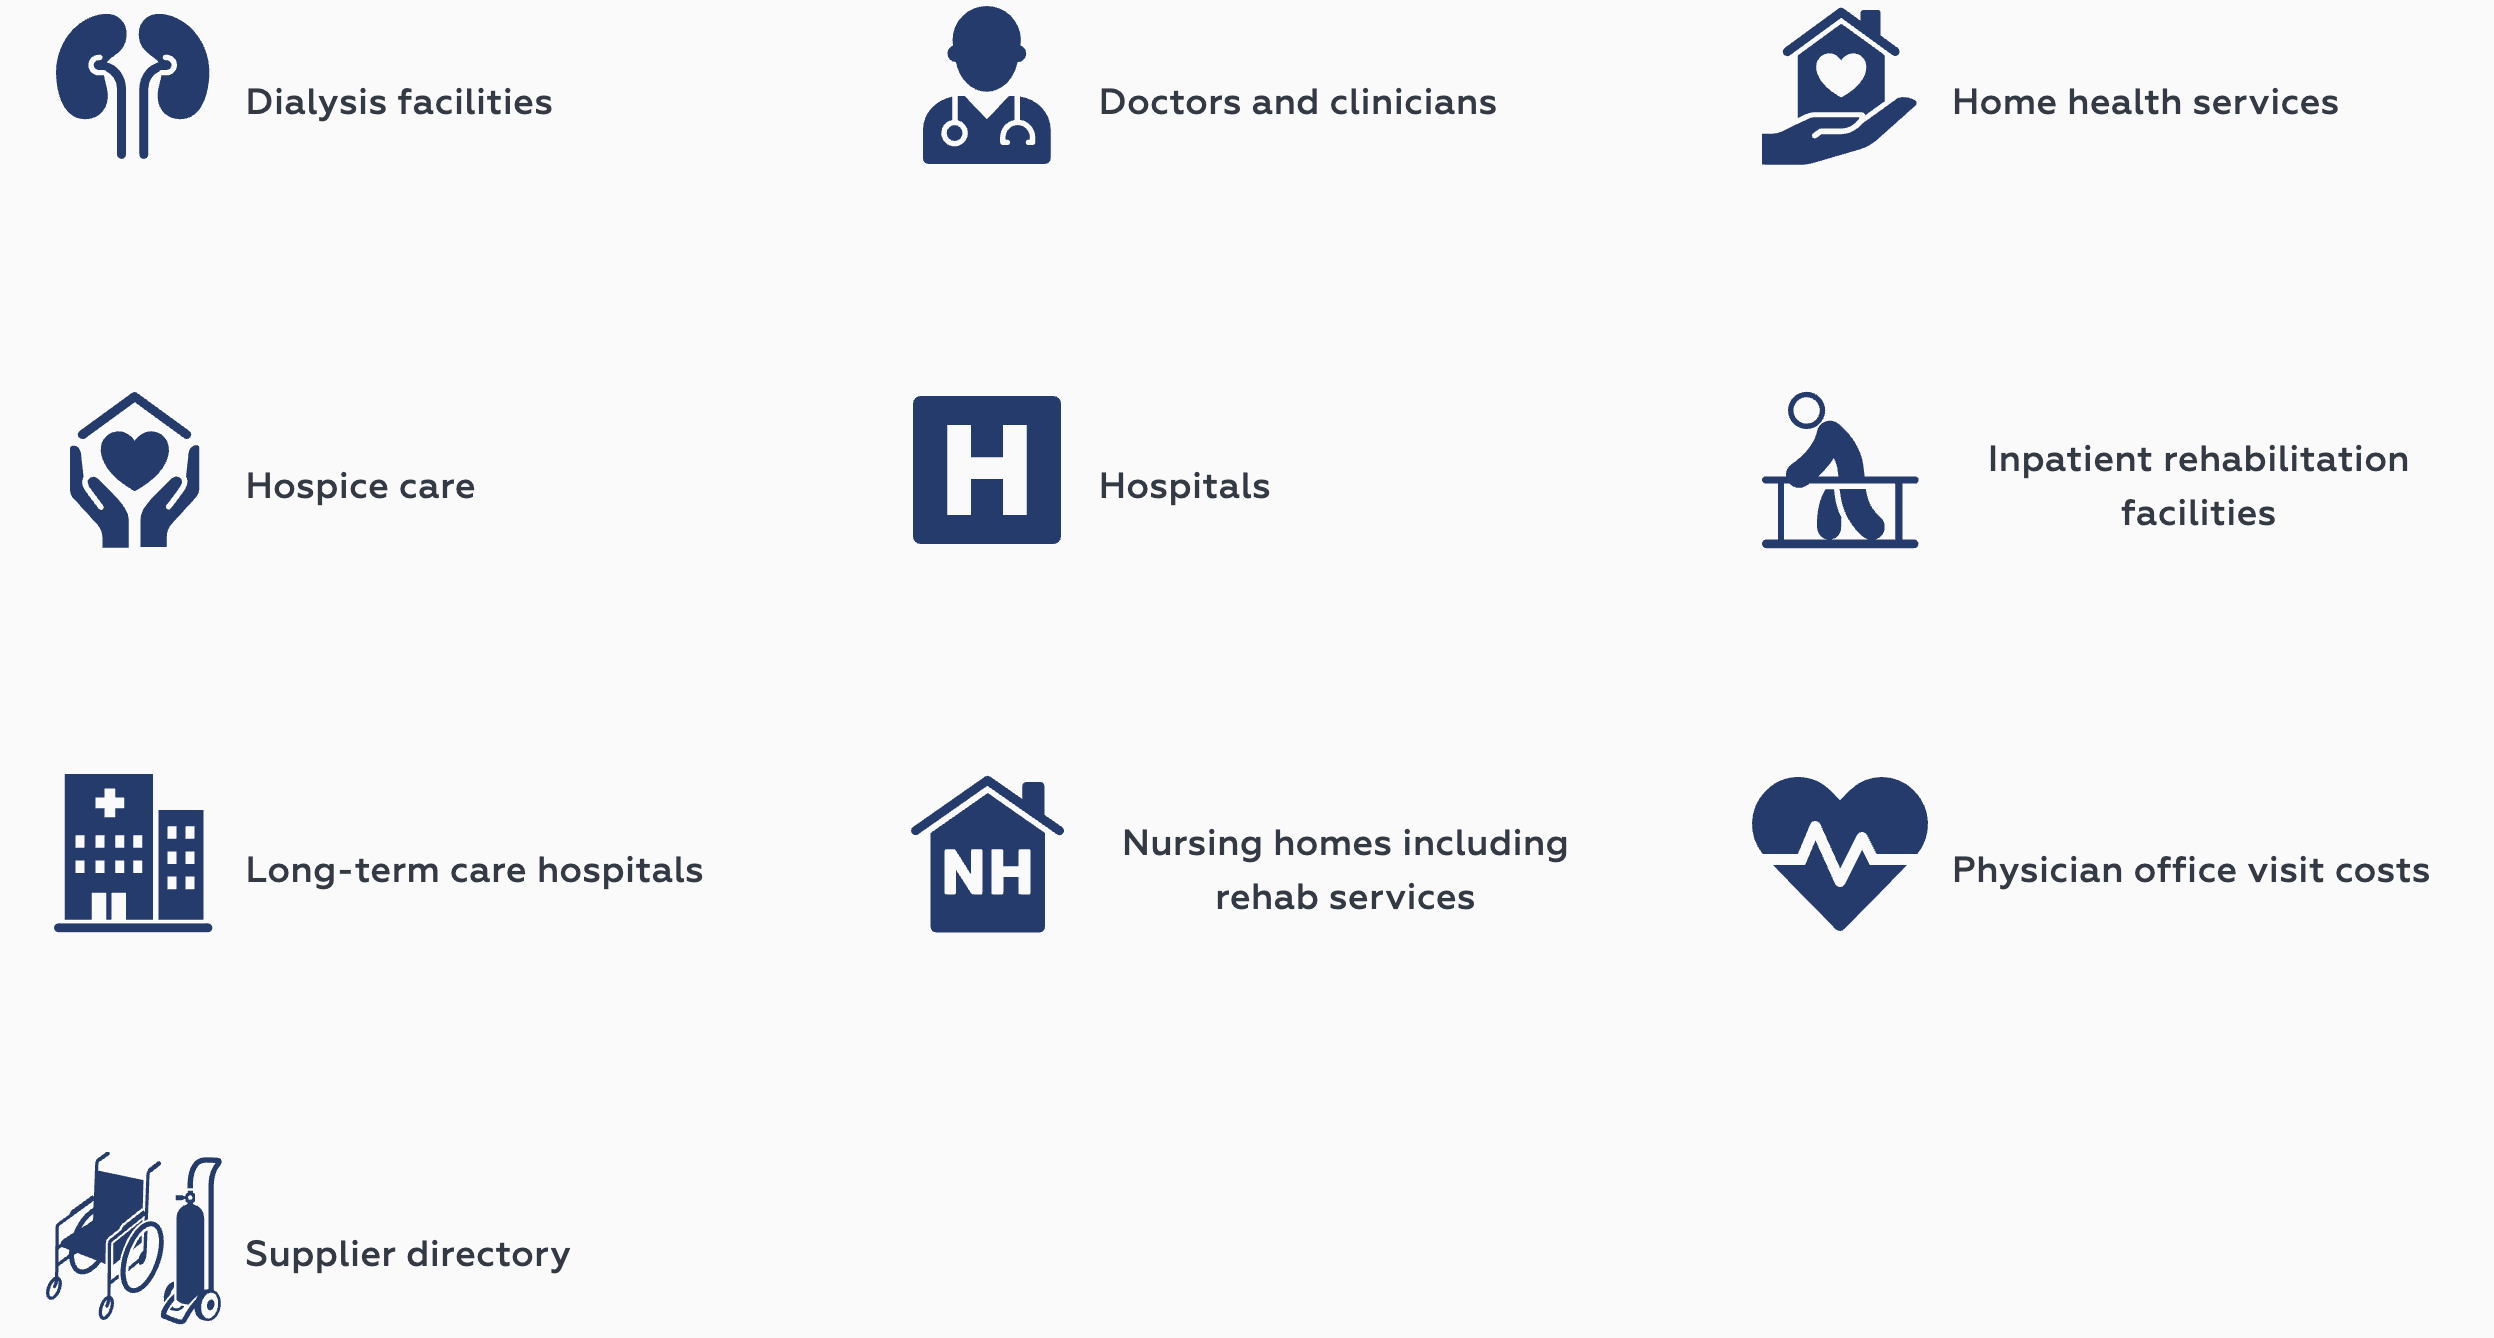 Dialysis facilities
Doctors and clinicians
Home health services
Hospice care
H
Hospitals
Inpatient rehabilitation
facilities
Long-term care hospitals
NH
Nursing homes including
rehab services
Physician office visit costs
Supplier directory